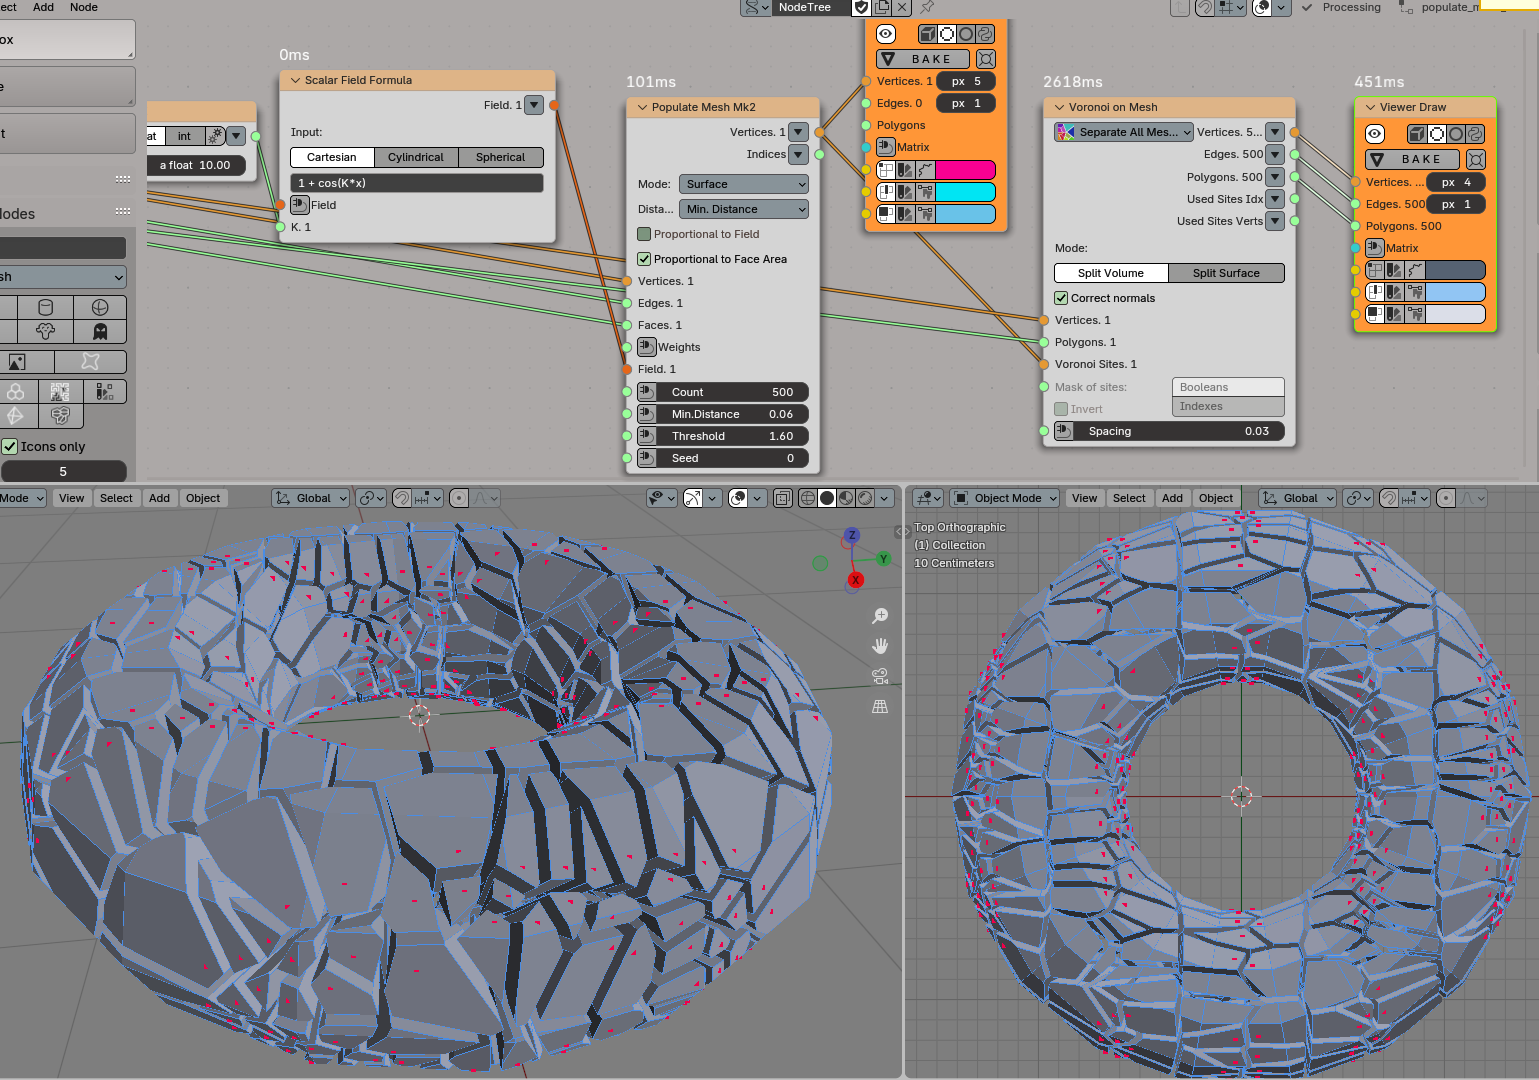 ect Add Node
NodeTree
Processing
populate_m
ox
e
t
odes
sh
Icons only
5
at int
a float 10.00
0ms
Scalar Field Formula
Field. 1
Input:
Cartesian Cylindrical Spherical
1 + cos(K*x)
Field
K. 1
101ms
Populate Mesh Mk2
Vertices. 1
Indices
Mode: Surface
Dista... Min. Distance
Proportional to Field
Proportional to Face Area
Vertices. 1
Edges. 1
Faces. 1
Weights
Field. 1
Count 500
Min.Distance 0.06
Threshold 1.60
Seed 0
BAKE
Vertices. 1 px 5
Edges. 0 px 1
Polygons
Matrix
2618ms
Voronoi on Mesh
Separate All Mes... Vertices. 5...
Edges. 500
Polygons. 500
Used Sites Idx
Used Sites Verts
Mode:
Split Volume Split Surface
Correct normals
Vertices. 1
Polygons. 1
Voronoi Sites. 1
Mask of sites: Booleans
Invert Indexes
Spacing 0.03
451ms
Viewer Draw
BAKE
Vertices. ... px 4
Edges. 500 px 1
Polygons. 500
Matrix
Mode View Select Add Object Global
Z
Y
X
Object Mode View Select Add Object Global
Top Orthographic
(1) Collection
10 Centimeters